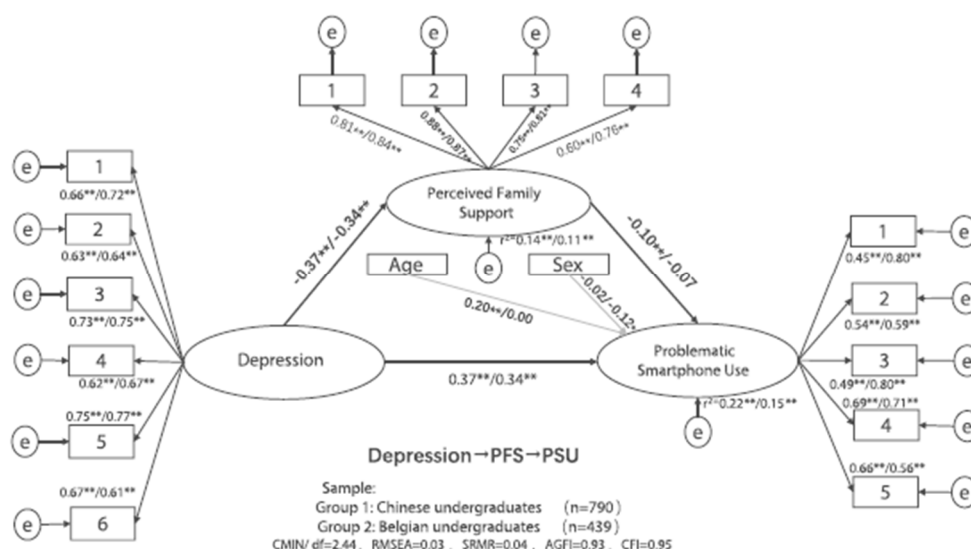 e e e e
1 2 3 4
0.81**/0.84** 0.88**/0.87** 0.75**/0.81** 0.60**/0.76**
Perceived Family
Support
r²=0.14**/0.11**
e
-0.37**/-0.34**
-0.10**/-0.07
Age
Sex
0.20**/0.00
-0.02/-0.12*
e 1
0.66**/0.72**
e 2
0.63**/0.64**
e 3
0.73**/0.75**
e 4
0.62**/0.67**
0.75**/0.77**
e 5
0.67**/0.61**
e 6
Depression
0.37**/0.34**
Problematic
Smartphone Use
r²=0.22**/0.15**
e
1 e
0.45**/0.80**
2 e
0.54**/0.59**
3 e
0.49**/0.80**
0.69**/0.71**
4 e
0.66**/0.56**
5 e
Depression→PFS→PSU
Sample:
Group 1: Chinese undergraduates (n=790)
Group 2: Belgian undergraduates (n=439)
CMIN/ df=2.44, RMSEA=0.03, SRMR=0.04, AGFI=0.93, CFI=0.95